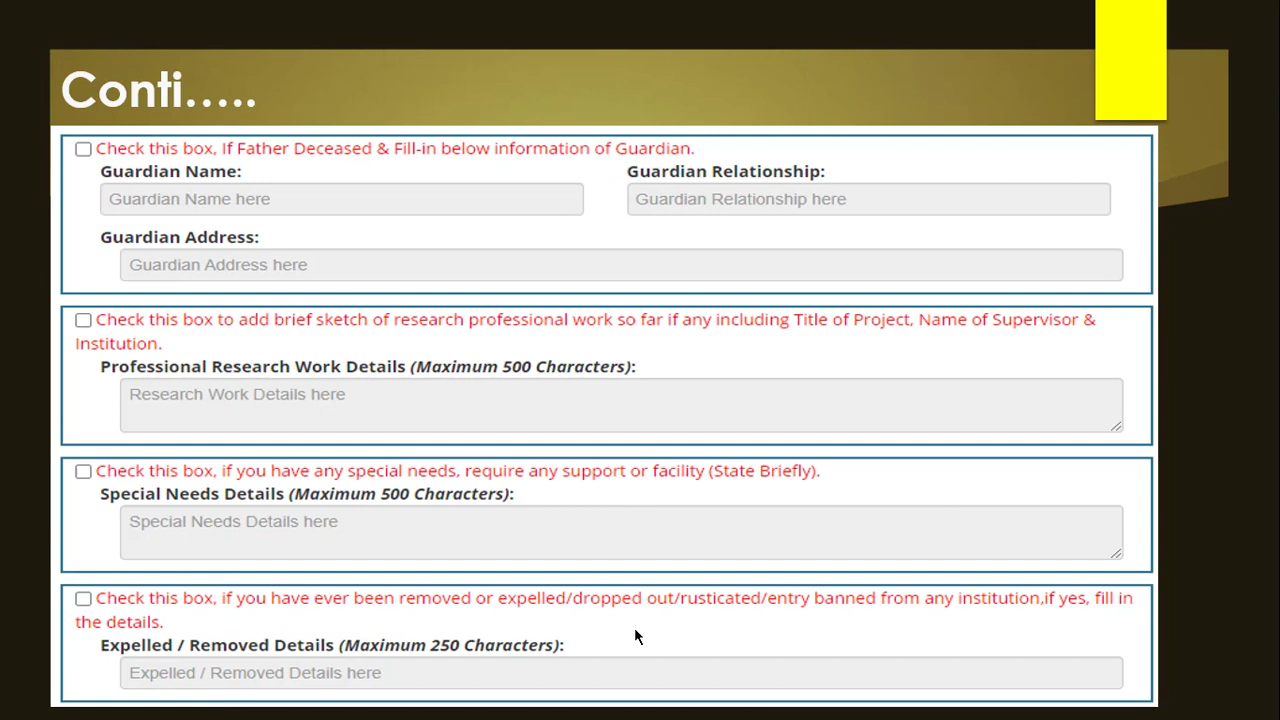 Conti…..
Check this box, If Father Deceased & Fill-in below information of Guardian.
Guardian Name:
Guardian Relationship:
Guardian Name here
Guardian Relationship here
Guardian Address:
Guardian Address here
Check this box to add brief sketch of research professional work so far if any including Title of Project, Name of Supervisor &
Institution.
Professional Research Work Details (Maximum 500 Characters):
Research Work Details here
Check this box, if you have any special needs, require any support or facility (State Briefly).
Special Needs Details (Maximum 500 Characters):
Special Needs Details here
Check this box, if you have ever been removed or expelled/dropped out/rusticated/entry banned from any institution,if yes, fill in
the details.
Expelled / Removed Details (Maximum 250 Characters):
Expelled / Removed Details here